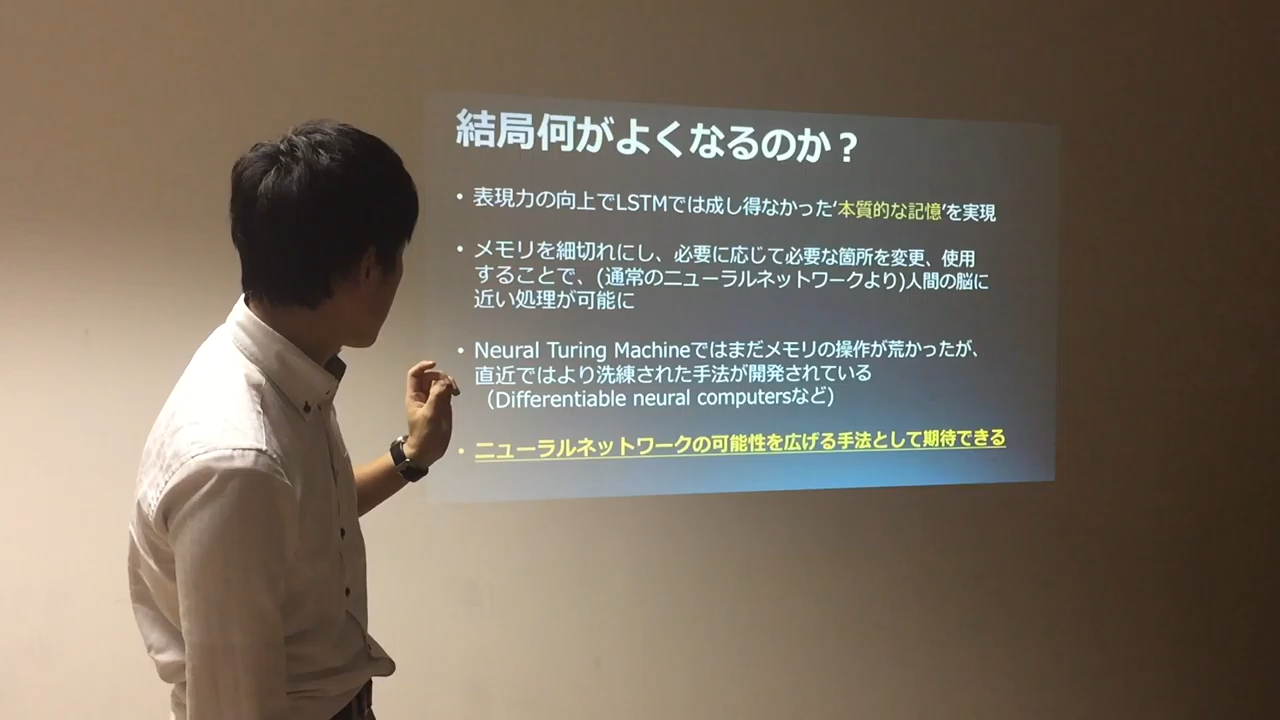 結局何がよくなるのか？
• 表現力の向上でLSTMでは成し得なかった‘本質的な記憶’を実現
• メモリを細切れにし、必要に応じて必要な箇所を変更、使用
することで、(通常のニューラルネットワークより)人間の脳に
近い処理が可能に
• Neural Turing Machineではまだメモリの操作が荒かったが、
直近ではより洗練された手法が開発されている
（Differentiable neural computersなど)
• ニューラルネットワークの可能性を広げる手法として期待できる